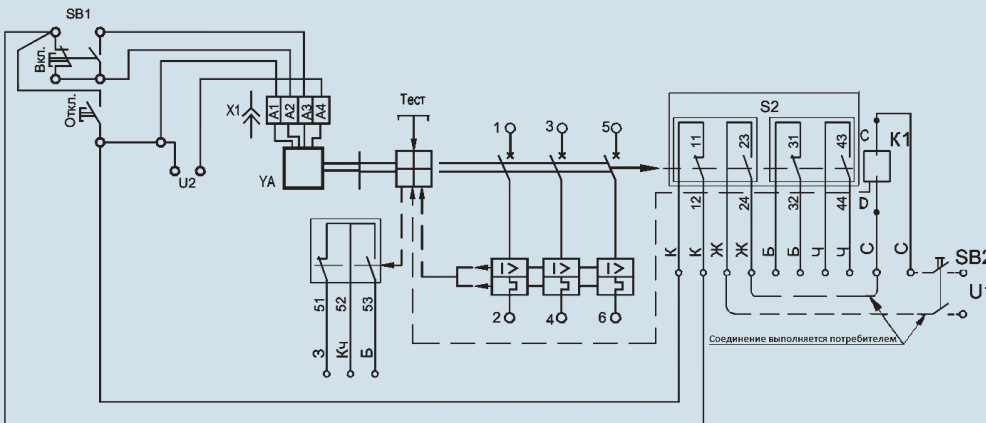 SB1
Вкл.
Откл.
X1
A1 A2 A3 A4
YA
U2
Тест
1 3 5
2 4 6
51 52 53
З Кч Б
S2
11 23 31 43
12 24 32 44
C K1
D
К К Ж Ж Б Б Ч Ч С С
SB2
U1
I> I> I>
Соединение выполняется потребителем